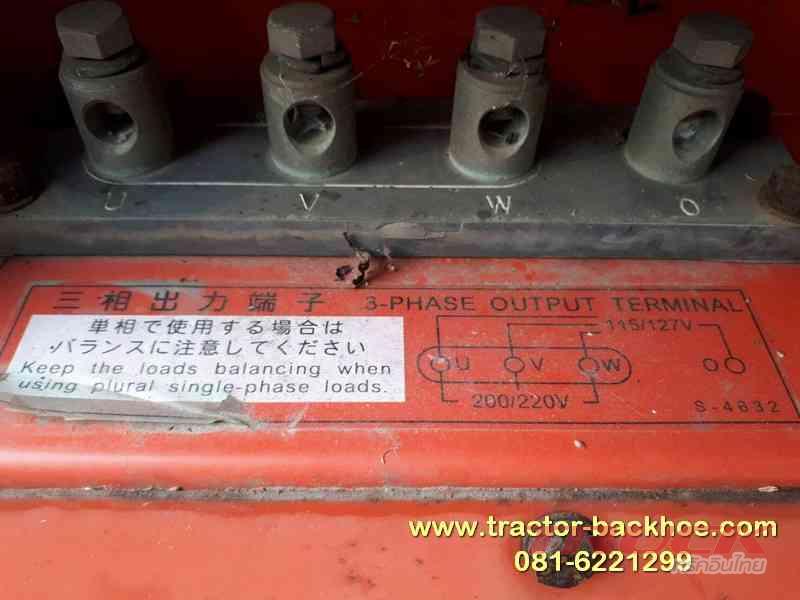 U V W O
三相出力端子 3-PHASE OUTPUT TERMINAL
単相で使用する場合は
バランスに注意してください
Keep the loads balancing when
using plural single-phase loads.
115/127V
U V W O
200/220V
S-4632
www.tractor-backhoe.com
081-6221299